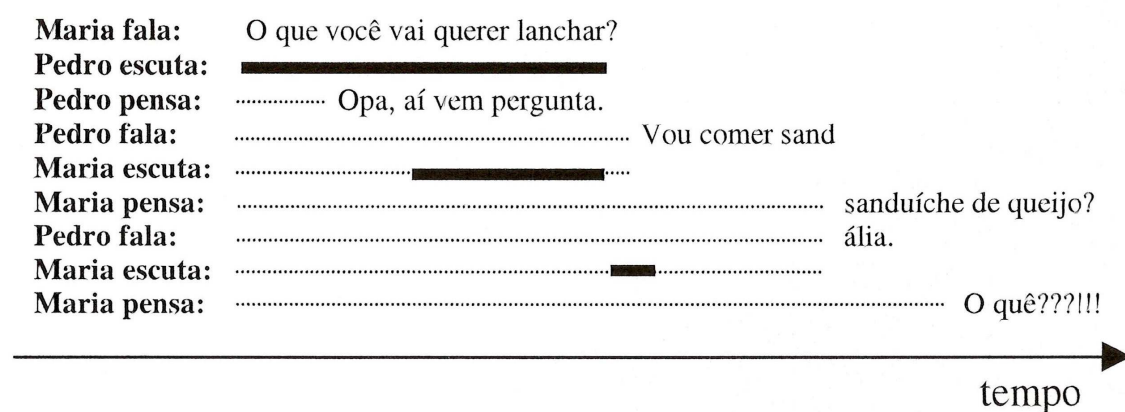 Maria fala: O que você vai querer lanchar?
Pedro escuta:
Pedro pensa: ................ Opa, aí vem pergunta.
Pedro fala: ........................................................................ Vou comer sand
Maria escuta: ................................ .....
Maria pensa: ............................................................................................................ sanduíche de queijo?
Pedro fala: ............................................................................................................ ália.
Maria escuta: ..................................................................... ...............................
Maria pensa: .................................................................................................................................. O quê???!!!
tempo